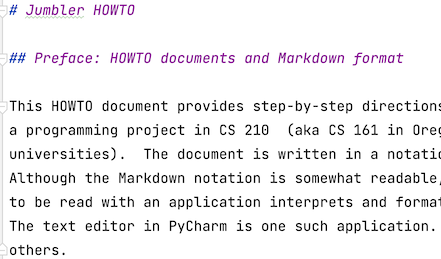 # Jumbler HOWTO
## Preface: HOWTO documents and Markdown format
This HOWTO document provides step-by-step directions
a programming project in CS 210  (aka CS 161 in Oreg
universities).  The document is written in a notatio
Although the Markdown notation is somewhat readable,
to be read with an application interprets and format
The text editor in PyCharm is one such application.
others.